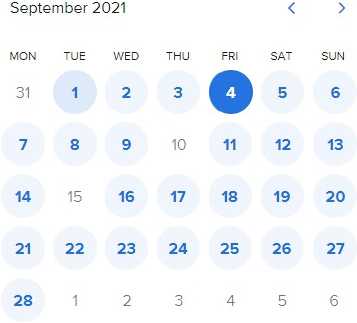 September 2021
MON TUE WED THU FRI SAT SUN
31 1 2 3 4 5 6
7 8 9 10 11 12 13
14 15 16 17 18 19 20
21 22 23 24 25 26 27
28 1 2 3 4 5 6